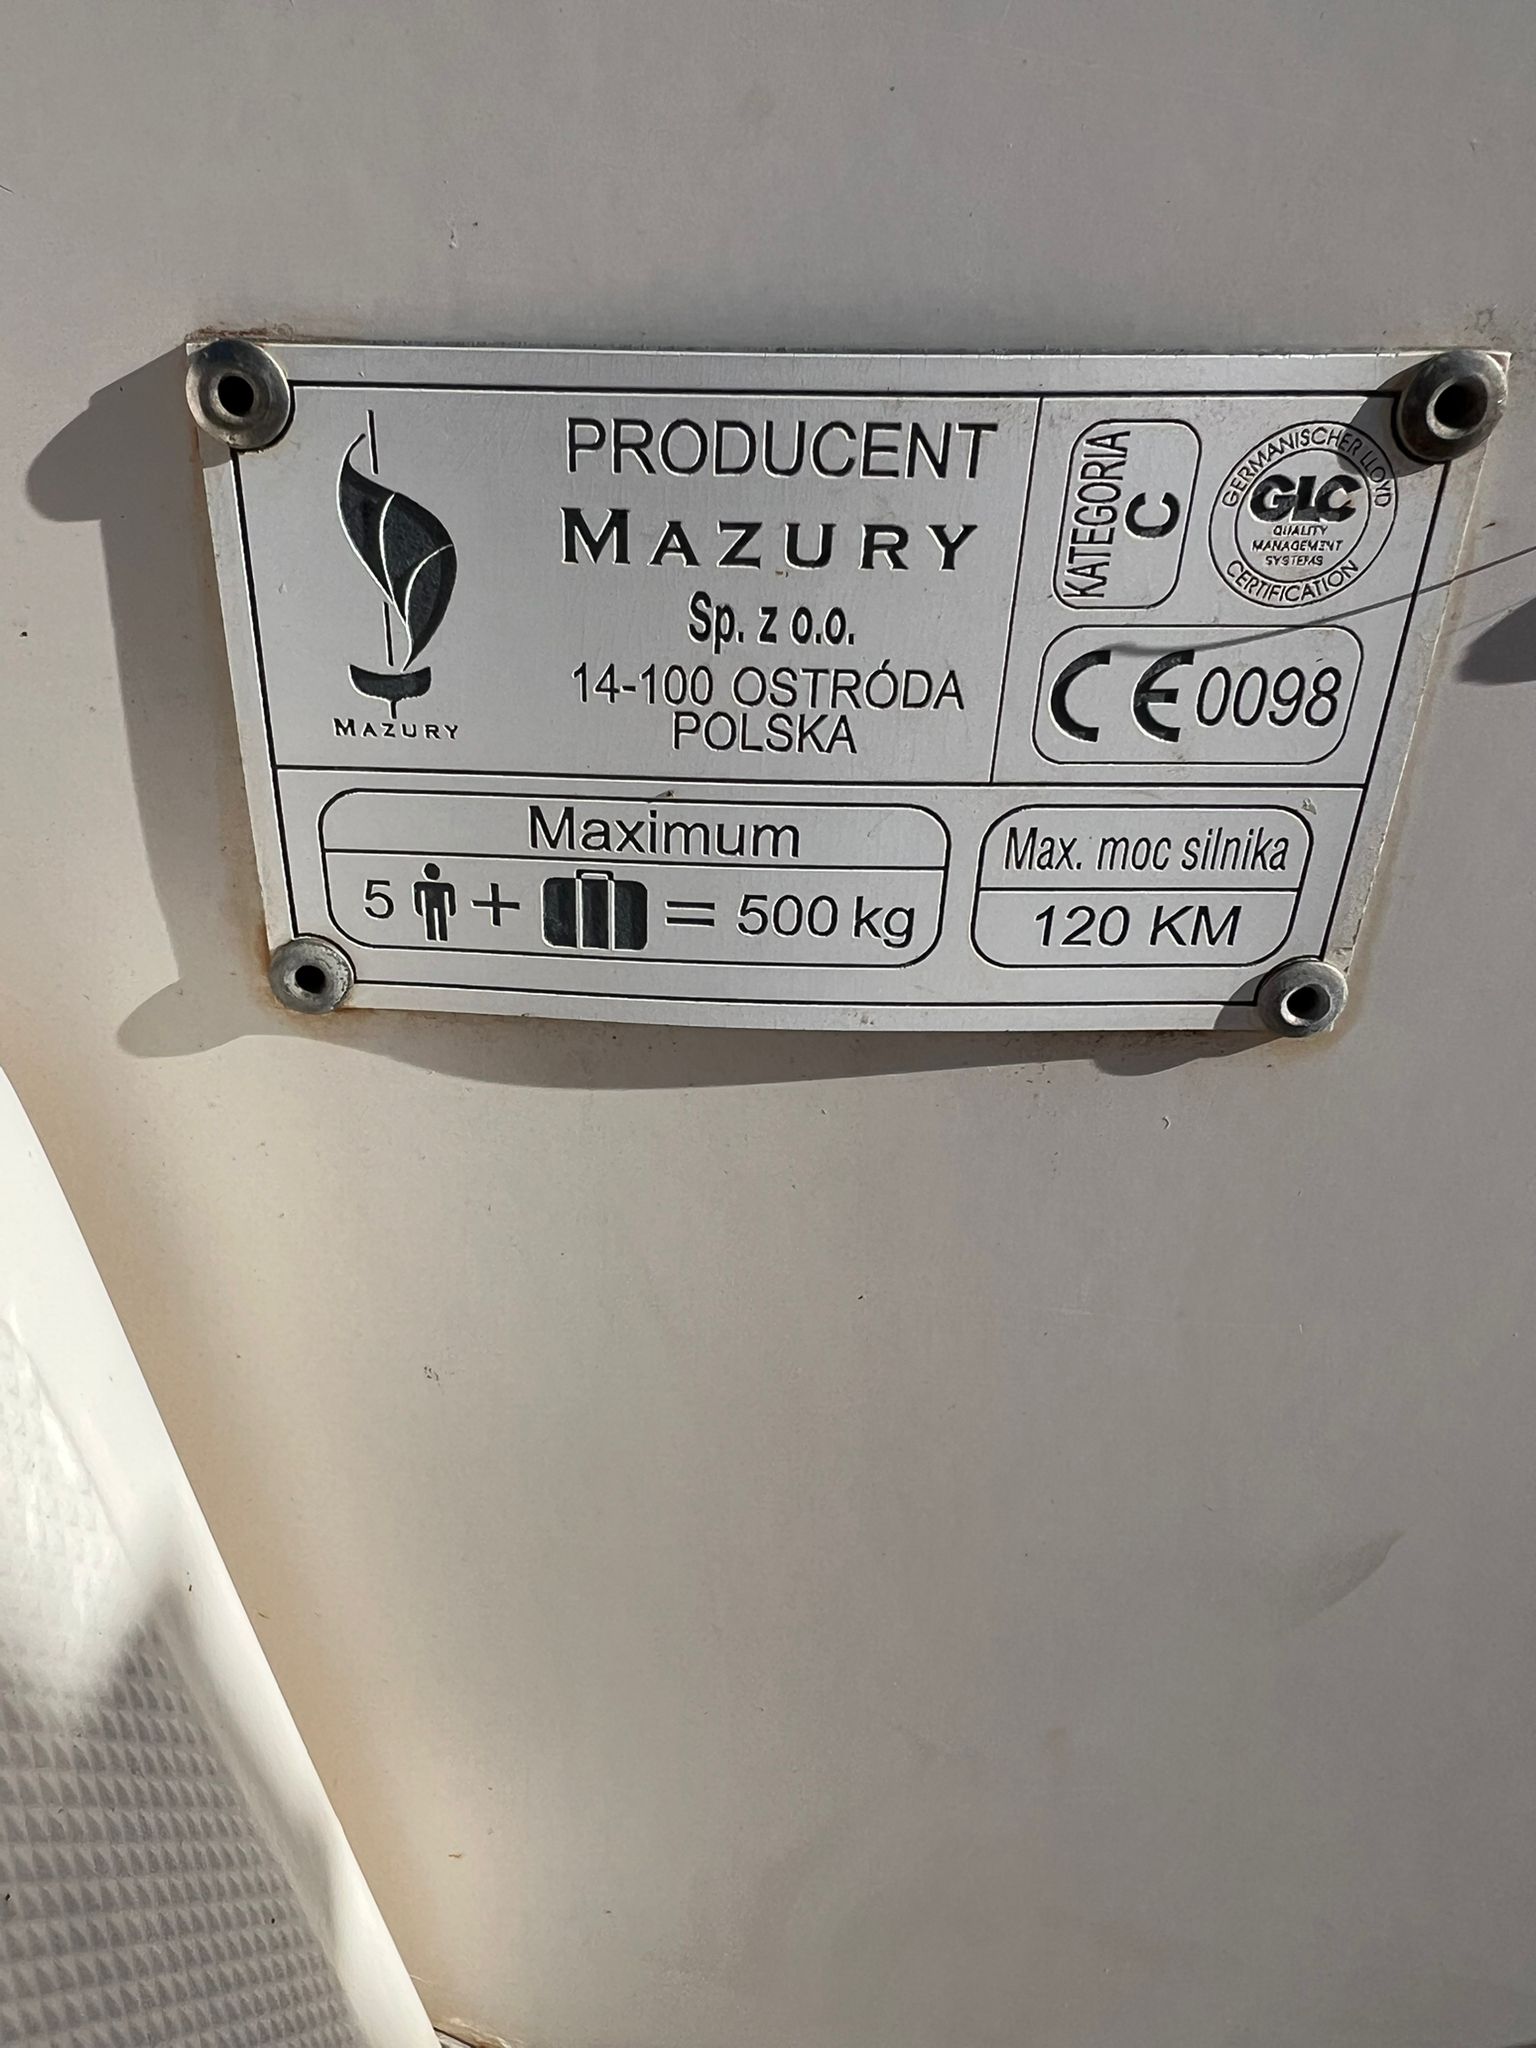 PRODUCENT
MAZURY
Sp. z o.o.
14-100 OSTRÓDA
POLSKA
MAZURY
KATEGORIA
C
GERMANISCHER LLOYD
GLC
QUALITY
MANAGEMENT
SYSTEMS
CERTIFICATION
CE0098
Maximum
5 + = 500 kg
Max. moc silnika
120 KM